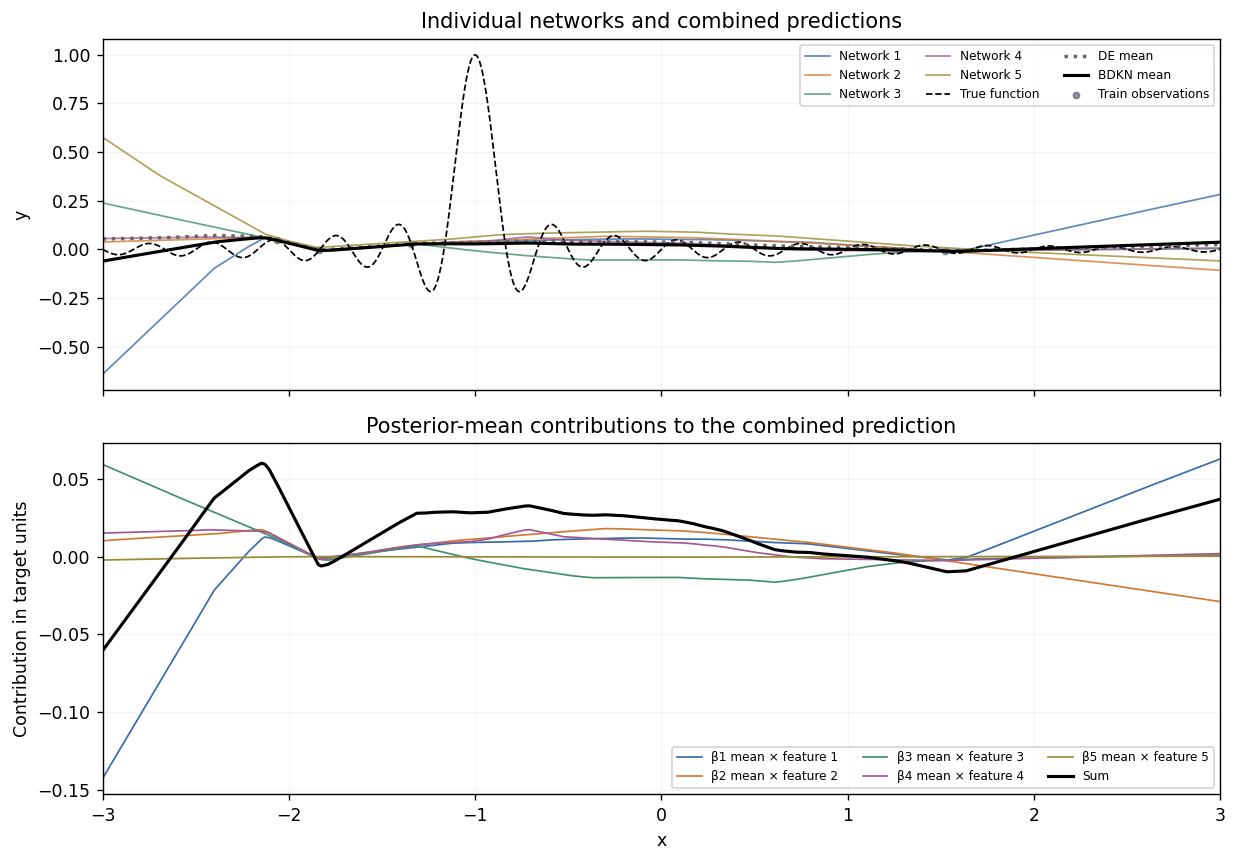 Individual networks and combined predictions
1.00
0.75
0.50
0.25
0.00
−0.25
−0.50
y
Network 1
Network 2
Network 3
Network 4
Network 5
True function
DE mean
BDKN mean
Train observations
Posterior-mean contributions to the combined prediction
0.05
0.00
−0.05
−0.10
−0.15
Contribution in target units
β1 mean × feature 1
β2 mean × feature 2
β3 mean × feature 3
β4 mean × feature 4
β5 mean × feature 5
Sum
−3
−2
−1
0
1
2
3
x